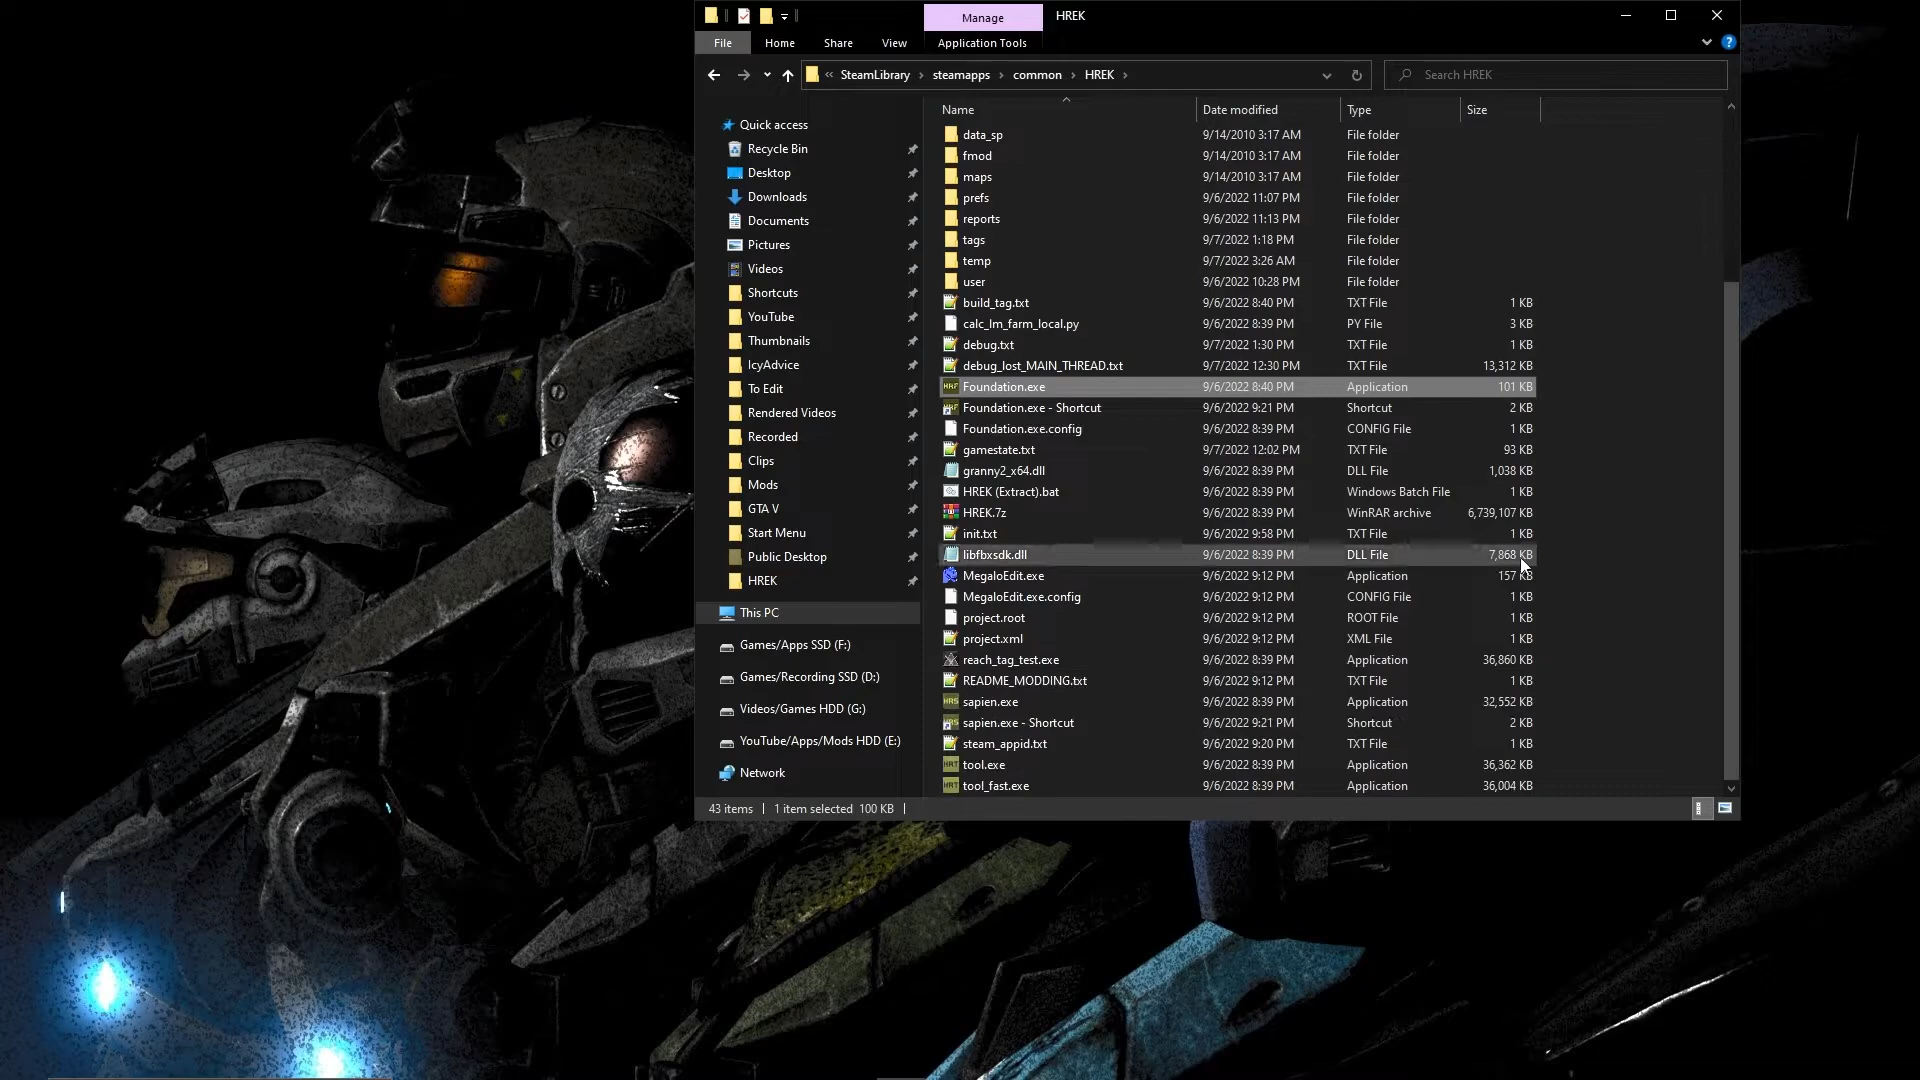 Manage HREK
File Home Share View Application Tools
« SteamLibrary › steamapps › common › HREK › Search HREK
Name Date modified Type Size
Quick access
Recycle Bin
Desktop
Downloads
Documents
Pictures
Videos
Shortcuts
YouTube
Thumbnails
IcyAdvice
To Edit
Rendered Videos
Recorded
Clips
Mods
GTA V
Start Menu
Public Desktop
HREK
This PC
Games/Apps SSD (F:)
Games/Recording SSD (D:)
Videos/Games HDD (G:)
YouTube/Apps/Mods HDD (E:)
Network
data_sp 9/14/2010 3:17 AM File folder
fmod 9/14/2010 3:17 AM File folder
maps 9/14/2010 3:17 AM File folder
prefs 9/6/2022 11:07 PM File folder
reports 9/6/2022 11:13 PM File folder
tags 9/7/2022 1:18 PM File folder
temp 9/7/2022 3:26 AM File folder
user 9/6/2022 10:28 PM File folder
build_tag.txt 9/6/2022 8:40 PM TXT File 1 KB
calc_lm_farm_local.py 9/6/2022 8:39 PM PY File 3 KB
debug.txt 9/7/2022 1:30 PM TXT File 1 KB
debug_lost_MAIN_THREAD.txt 9/7/2022 12:30 PM TXT File 13,312 KB
Foundation.exe 9/6/2022 8:40 PM Application 101 KB
Foundation.exe - Shortcut 9/6/2022 9:21 PM Shortcut 2 KB
Foundation.exe.config 9/6/2022 8:39 PM CONFIG File 1 KB
gamestate.txt 9/7/2022 12:02 PM TXT File 93 KB
granny2_x64.dll 9/6/2022 8:39 PM DLL File 1,038 KB
HREK (Extract).bat 9/6/2022 8:39 PM Windows Batch File 1 KB
HREK.7z 9/6/2022 8:39 PM WinRAR archive 6,739,107 KB
init.txt 9/6/2022 9:58 PM TXT File 1 KB
libfbxsdk.dll 9/6/2022 8:39 PM DLL File 7,868 KB
MegaloEdit.exe 9/6/2022 9:12 PM Application 157 KB
MegaloEdit.exe.config 9/6/2022 9:12 PM CONFIG File 1 KB
project.root 9/6/2022 9:12 PM ROOT File 1 KB
project.xml 9/6/2022 9:12 PM XML File 1 KB
reach_tag_test.exe 9/6/2022 8:39 PM Application 36,860 KB
README_MODDING.txt 9/6/2022 9:12 PM TXT File 1 KB
sapien.exe 9/6/2022 8:39 PM Application 32,552 KB
sapien.exe - Shortcut 9/6/2022 9:21 PM Shortcut 2 KB
steam_appid.txt 9/6/2022 9:20 PM TXT File 1 KB
tool.exe 9/6/2022 8:39 PM Application 36,362 KB
tool_fast.exe 9/6/2022 8:39 PM Application 36,004 KB
43 items 1 item selected 100 KB